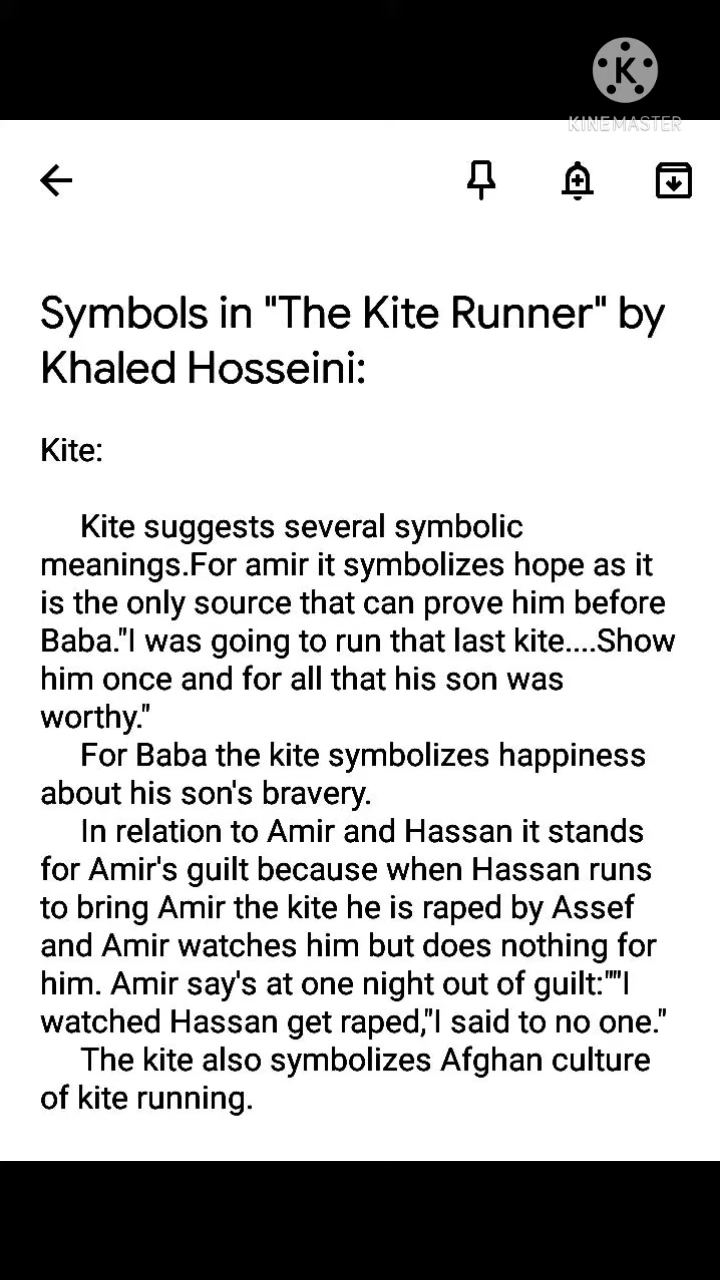 K
KINEMASTER
Symbols in "The Kite Runner" by
Khaled Hosseini:
Kite:
Kite suggests several symbolic
meanings.For amir it symbolizes hope as it
is the only source that can prove him before
Baba."I was going to run that last kite....Show
him once and for all that his son was
worthy."
For Baba the kite symbolizes happiness
about his son's bravery.
In relation to Amir and Hassan it stands
for Amir's guilt because when Hassan runs
to bring Amir the kite he is raped by Assef
and Amir watches him but does nothing for
him. Amir say's at one night out of guilt:""I
watched Hassan get raped,"I said to no one."
The kite also symbolizes Afghan culture
of kite running.